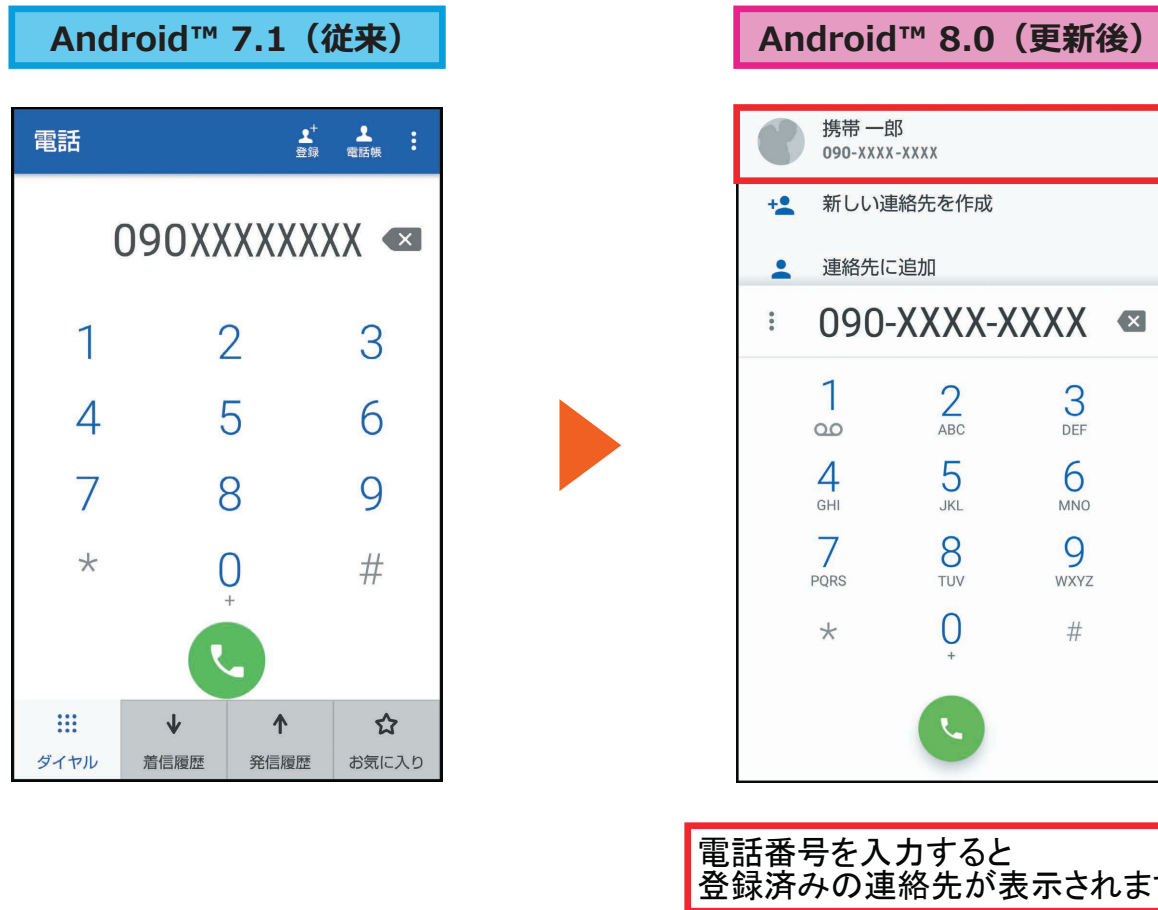 Android™ 7.1（従来）
電話
登録
電話帳
090XXXXXXXX
1 2 3
4 5 6
7 8 9
* 0 #
+
ダイヤル 着信履歴 発信履歴 お気に入り
Android™ 8.0（更新後）
携帯 一郎
090-XXXX-XXXX
新しい連絡先を作成
連絡先に追加
090-XXXX-XXXX
1 2 3
ABC DEF
4 5 6
GHI JKL MNO
7 8 9
PQRS TUV WXYZ
* 0 #
+
電話番号を入力すると
登録済みの連絡先が表示されま